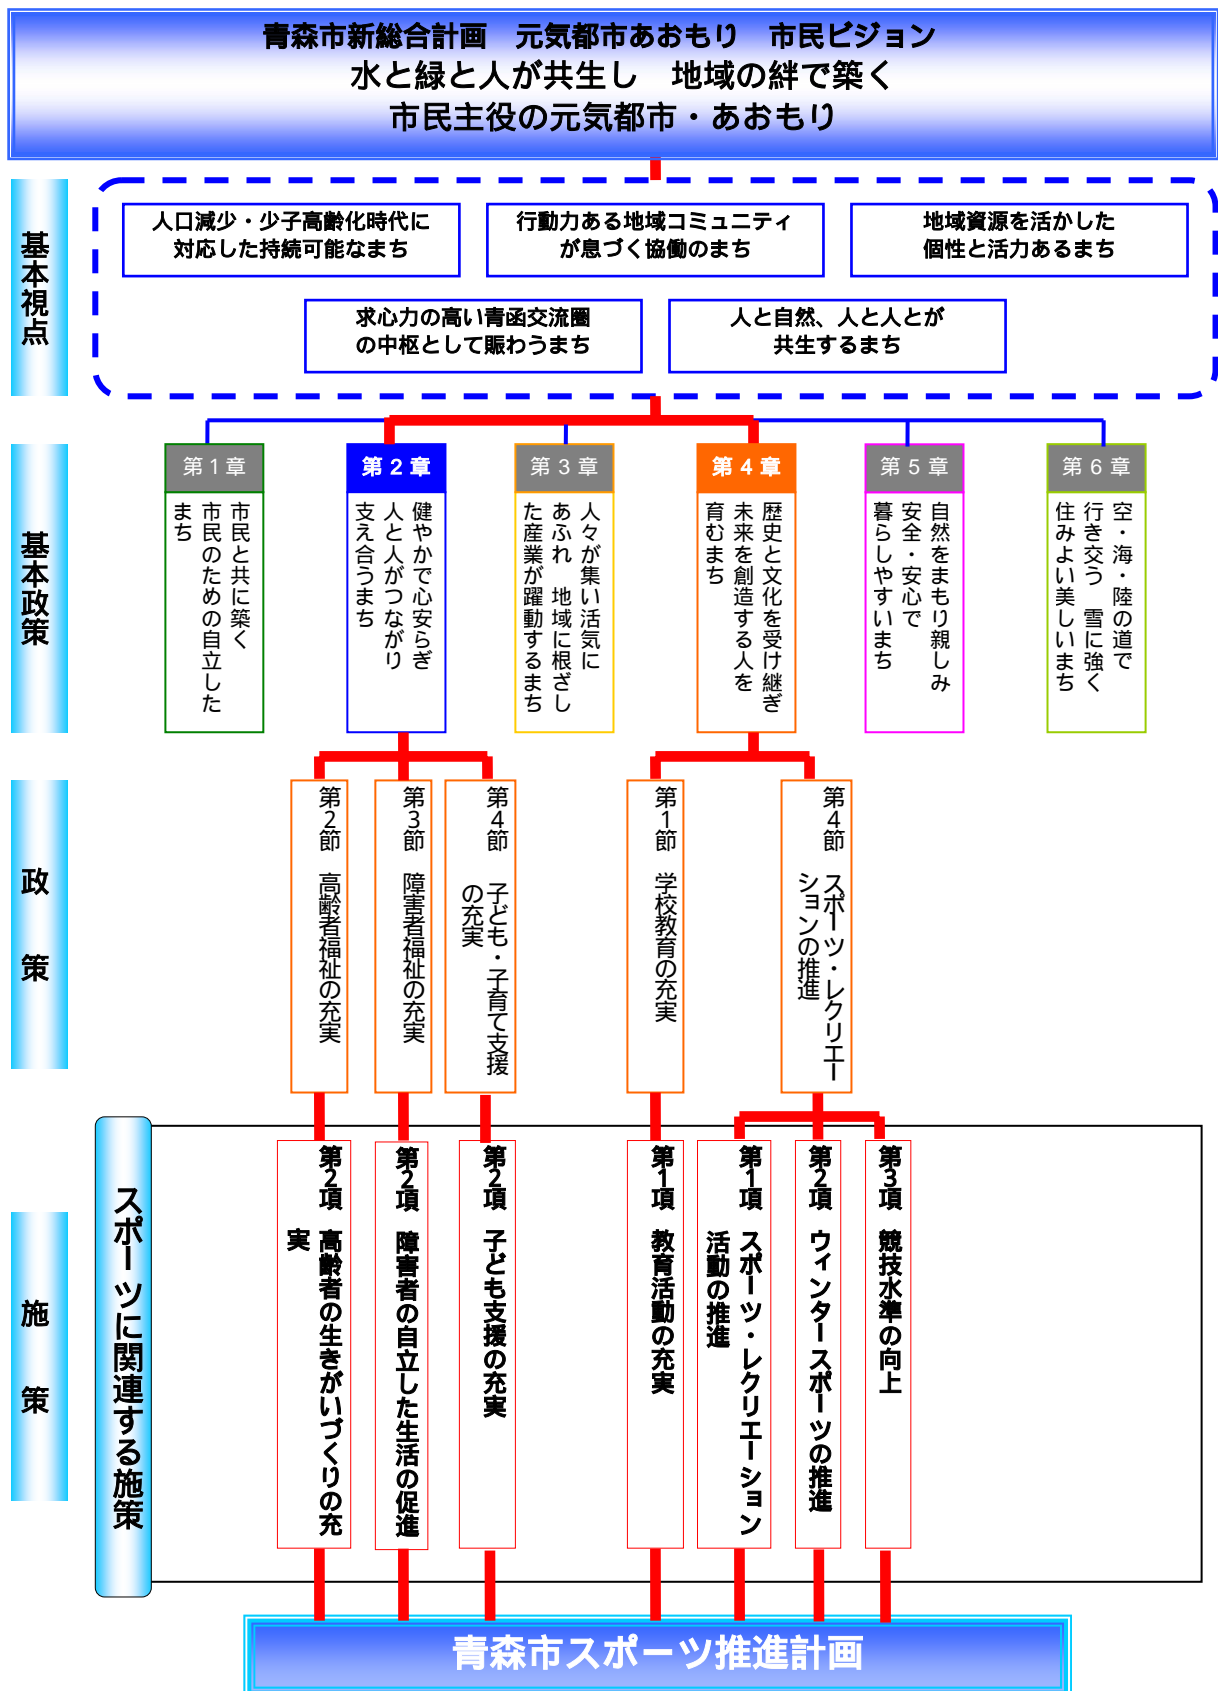 青森市新総合計画　元気都市あおもり　市民ビジョン
水と緑と人が共生し　地域の絆で築く
市民主役の元気都市・あおもり
基本視点
人口減少・少子高齢化時代に
対応した持続可能なまち
行動力ある地域コミュニティ
が息づく協働のまち
地域資源を活かした
個性と活力あるまち
求心力の高い青函交流圏
の中枢として賑わうまち
人と自然、人と人とが
共生するまち
基本政策
第1章
市民と共に築く
市民のための自立した
まち
第2章
健やかで心安らぎ
人と人がつながり
支え合うまち
第3章
人々が集い活気に
あふれ　地域に根ざし
た産業が躍動するまち
第4章
歴史と文化を受け継ぎ
未来を創造する人を
育むまち
第5章
自然をまもり親しみ
安全・安心で
暮らしやすいまち
第6章
空・海・陸の道で
行き交う　雪に強く
住みよい美しいまち
政策
第2節　高齢者福祉の充実
第3節　障害者福祉の充実
第4節　子ども・子育て支援
の充実
第1節　学校教育の充実
第4節　スポーツ・レクリエー
ションの推進
施策
スポーツに関連する施策
第2項　高齢者の生きがいづくりの充
実
第2項　障害者の自立した生活の促進
第2項　子ども支援の充実
第1項　教育活動の充実
第1項　スポーツ・レクリエーション
活動の推進
第2項　ウィンタースポーツの推進
第3項　競技水準の向上
青森市スポーツ推進計画